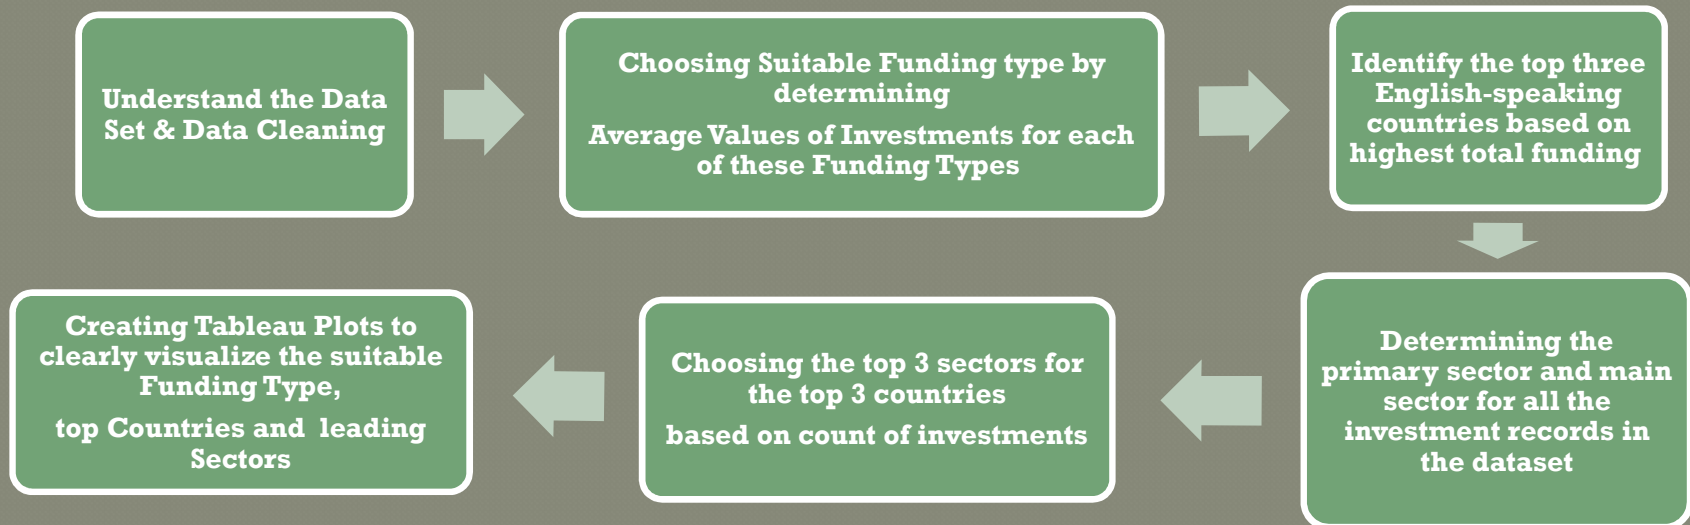 Understand the Data
Set & Data Cleaning
Choosing Suitable Funding type by
determining
Average Values of Investments for each
of these Funding Types
Identify the top three
English-speaking
countries based on
highest total funding
Determining the
primary sector and main
sector for all the
investment records in
the dataset
Choosing the top 3 sectors for
the top 3 countries
based on count of investments
Creating Tableau Plots to
clearly visualize the suitable
Funding Type,
top Countries and leading
Sectors